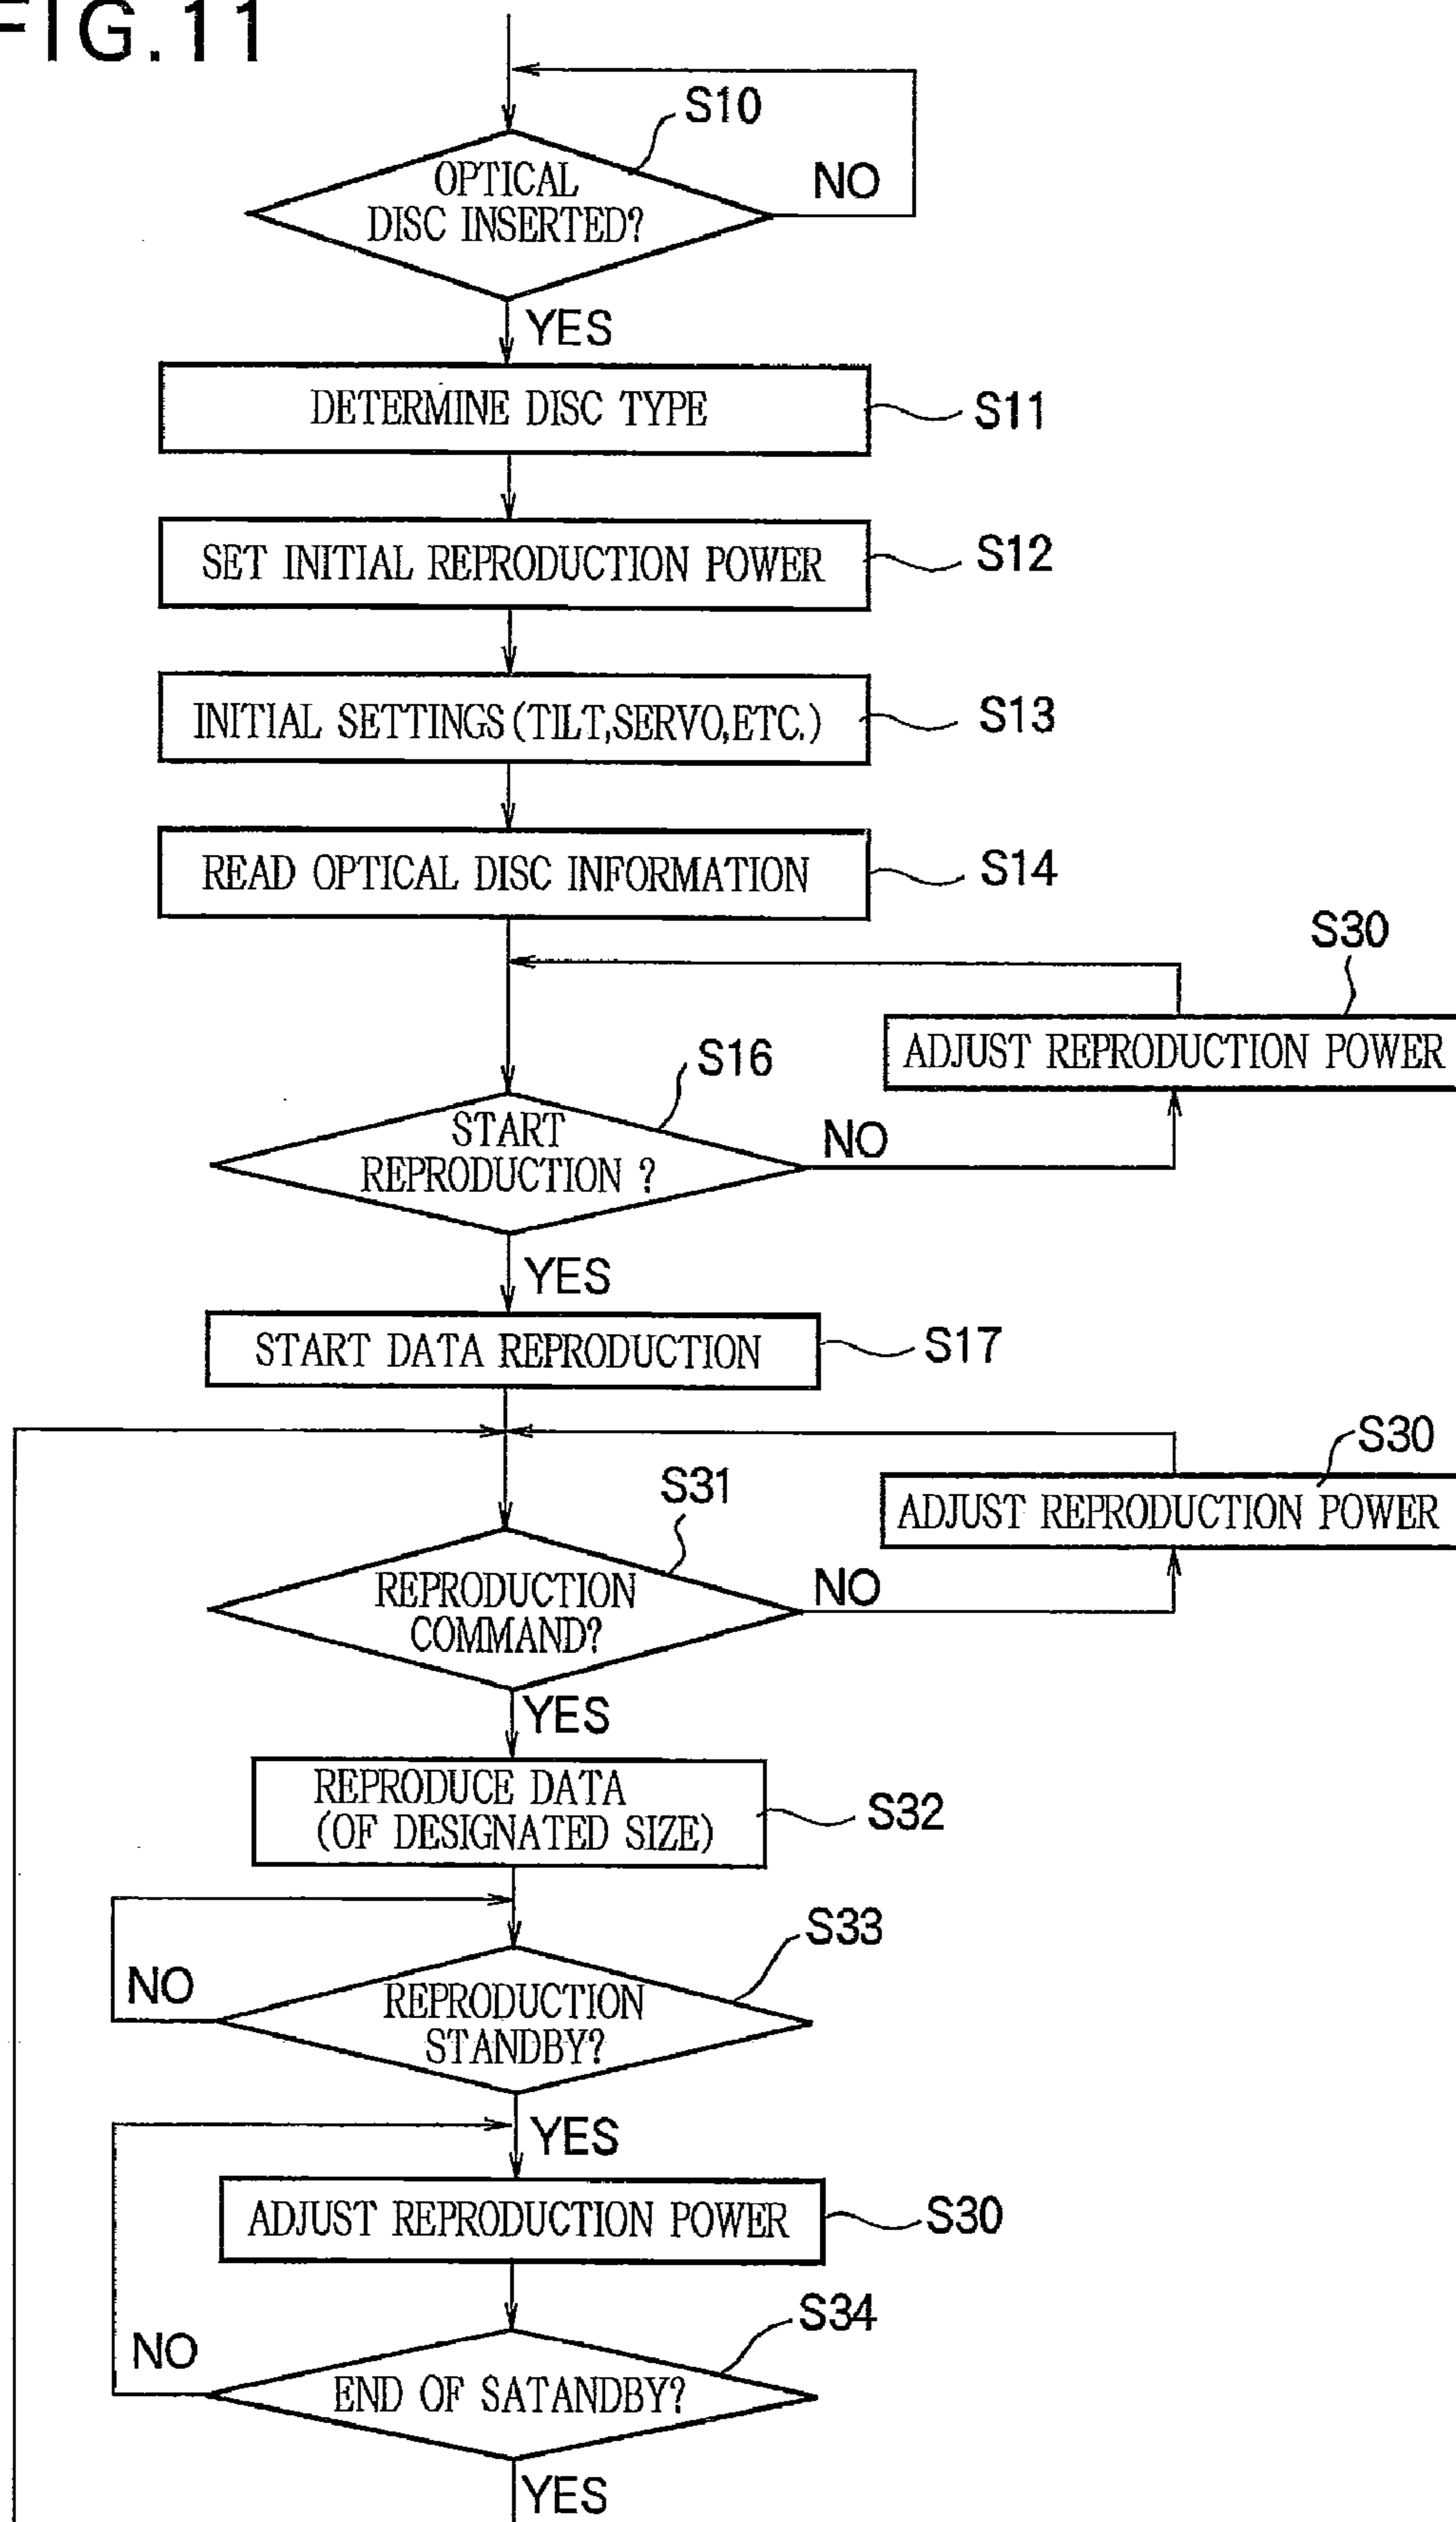 FIG.11
S10
OPTICAL
DISC INSERTED?
NO
YES
DETERMINE DISC TYPE
S11
SET INITIAL REPRODUCTION POWER
S12
INITIAL SETTINGS(TILT,SERVO,ETC.)
S13
READ OPTICAL DISC INFORMATION
S14
S30
ADJUST REPRODUCTION POWER
S16
START
REPRODUCTION ?
NO
YES
START DATA REPRODUCTION
S17
S30
ADJUST REPRODUCTION POWER
S31
REPRODUCTION
COMMAND?
NO
YES
REPRODUCE DATA
(OF DESIGNATED SIZE)
S32
S33
NO
REPRODUCTION
STANDBY?
YES
ADJUST REPRODUCTION POWER
S30
S34
NO
END OF SATANDBY?
YES